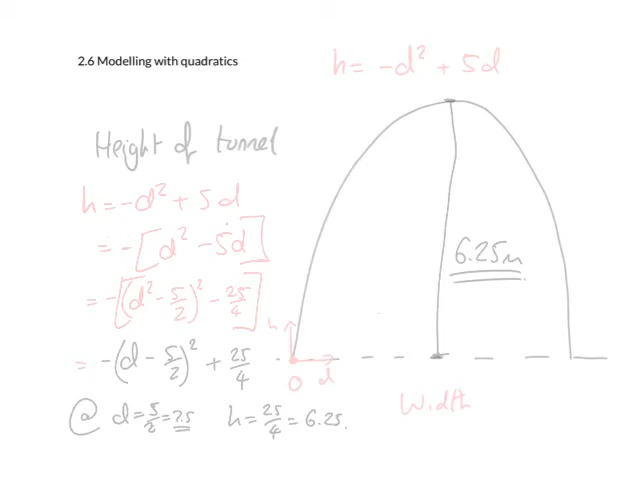 2.6 Modelling with quadratics
h = -d² + 5d
Height of tunnel
h = -d² + 5d
= -[d² - 5d]
= -[(d² - 5/2)² - 25/4]
= -(d - 5/2)² + 25/4
@ d = 5/2 = 2.5 h = 25/4 = 6.25.
6.25m
h
O d
Width